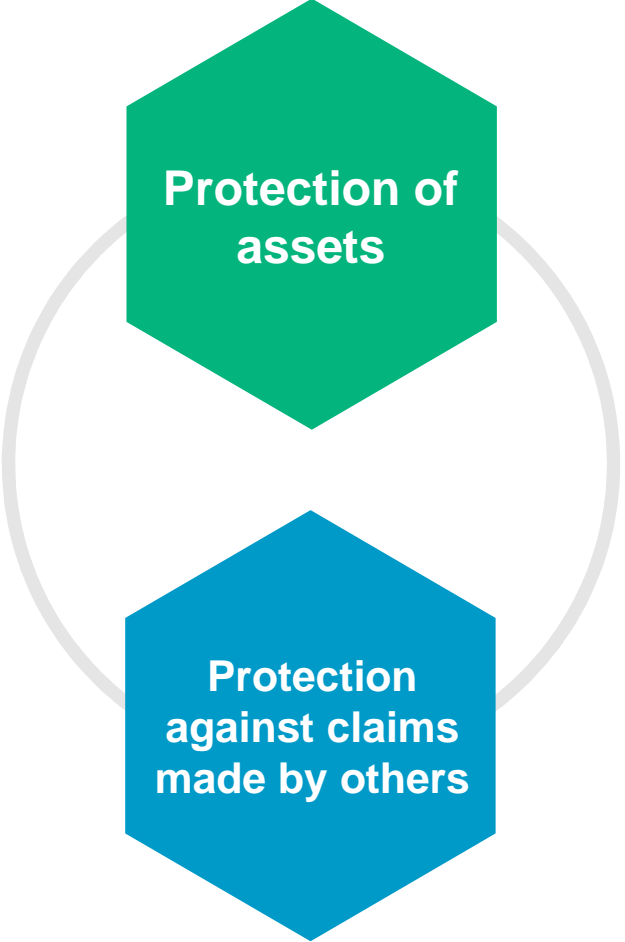 Protection of
assets
Protection
against claims
made by others